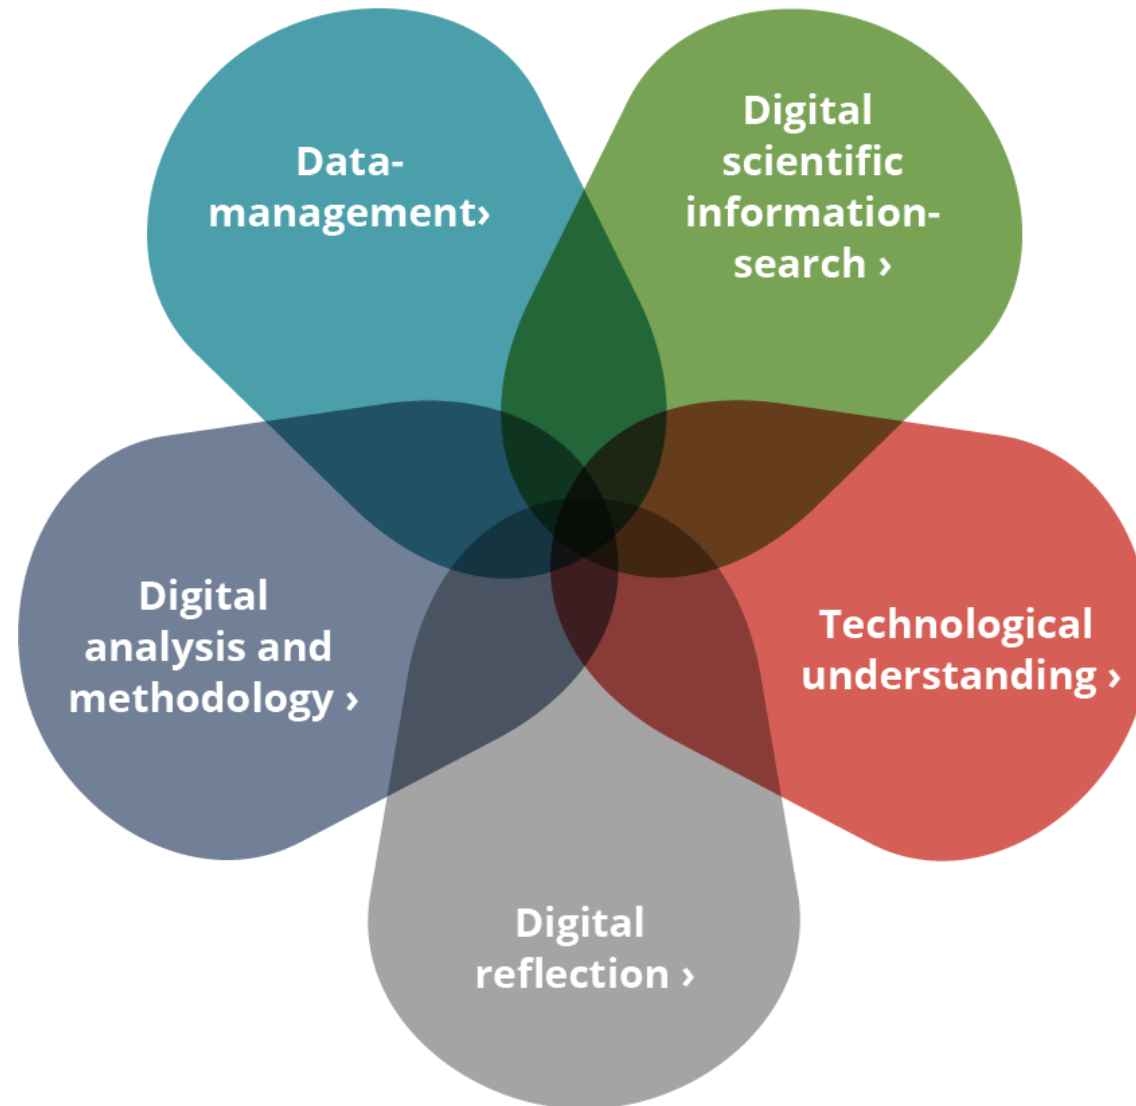 Data-
management›
Digital
scientific
information-
search ›
Digital
analysis and
methodology ›
Technological
understanding ›
Digital
reflection ›